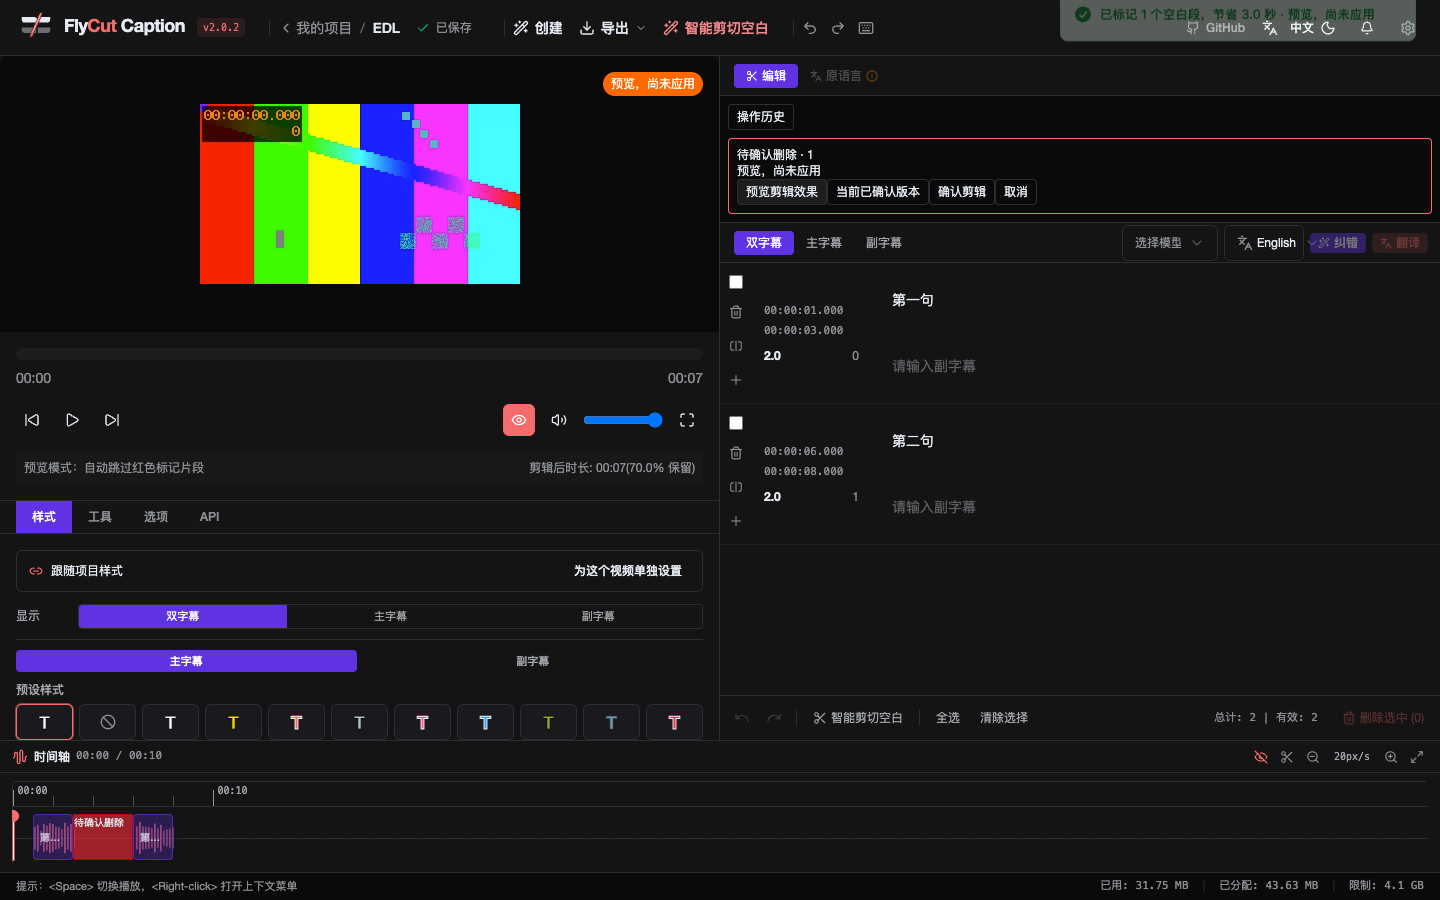 FlyCut Caption v2.0.2 我的项目 / EDL 已保存 创建 导出 智能剪切空白
已标记 1 个空白段，节省 3.0 秒 · 预览，尚未应用
GitHub 中文
预览，尚未应用
00:00:00.000
0
00:00 00:07
预览模式：自动跳过红色标记片段 剪辑后时长: 00:07(70.0% 保留)
样式 工具 选项 API
跟随项目样式 为这个视频单独设置
显示 双字幕 主字幕 副字幕
主字幕 副字幕
预设样式
T T T T T T T T T T
编辑 原语言
操作历史
待确认删除 · 1
预览，尚未应用
预览剪辑效果 当前已确认版本 确认剪辑 取消
双字幕 主字幕 副字幕 选择模型 English 纠错 翻译
第一句
00:00:01.000
00:00:03.000
2.0 0
请输入副字幕
第二句
00:00:06.000
00:00:08.000
2.0 1
请输入副字幕
智能剪切空白 全选 清除选择 总计: 2 | 有效: 2 删除选中 (0)
时间轴 00:00 / 00:10 20px/s
00:00 00:10
待确认删除
第... 第...
提示: <Space> 切换播放, <Right-click> 打开上下文菜单 已用: 31.75 MB 已分配: 43.63 MB 限制: 4.1 GB